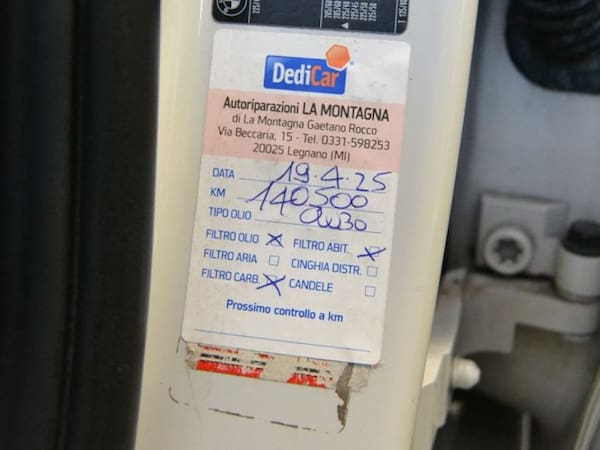 DediCar
Autoriparazioni LA MONTAGNA
di La Montagna Gaetano Rocco
Via Beccaria, 15 - Tel. 0331-598253
20025 Legnano (MI)
DATA 19.4.25
KM 140500
TIPO OLIO 0W30
FILTRO OLIO FILTRO ABIT.
FILTRO ARIA CINGHIA DISTR.
FILTRO CARB. CANDELE
Prossimo controllo a km